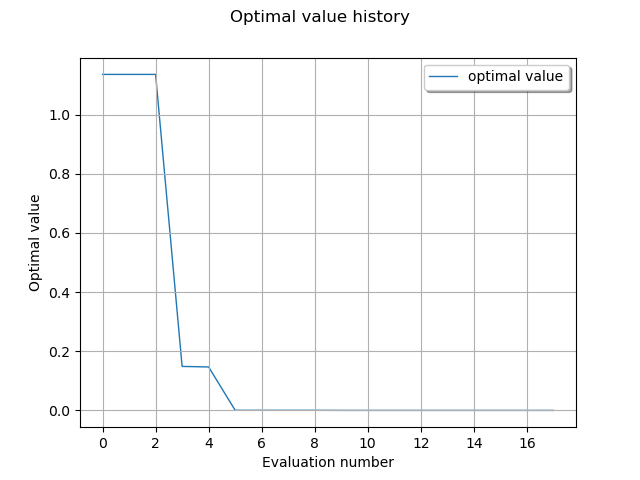 Optimal value history
optimal value
Optimal value
1.0
0.8
0.6
0.4
0.2
0.0
0 2 4 6 8 10 12 14 16
Evaluation number